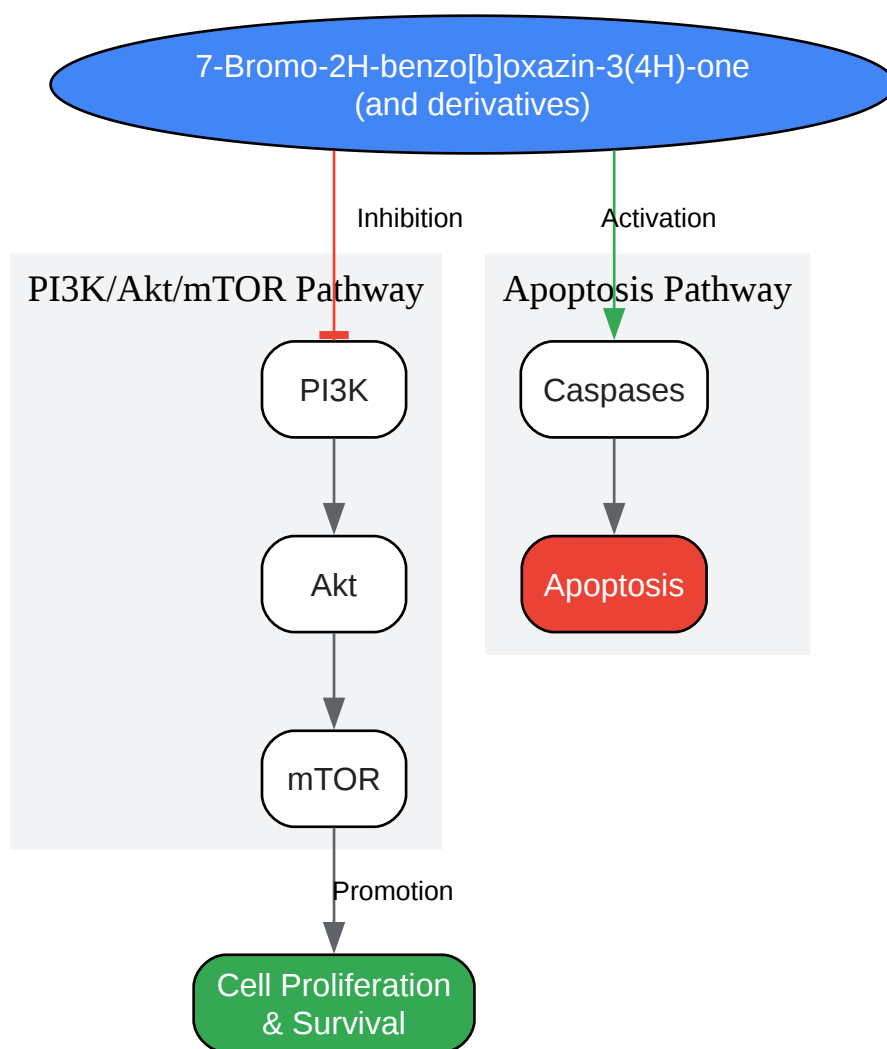 7-Bromo-2H-benzo[b]oxazin-3(4H)-one
(and derivatives)
Inhibition
Activation
PI3K/Akt/mTOR Pathway
Apoptosis Pathway
PI3K
Caspases
Akt
Apoptosis
mTOR
Promotion
Cell Proliferation
& Survival